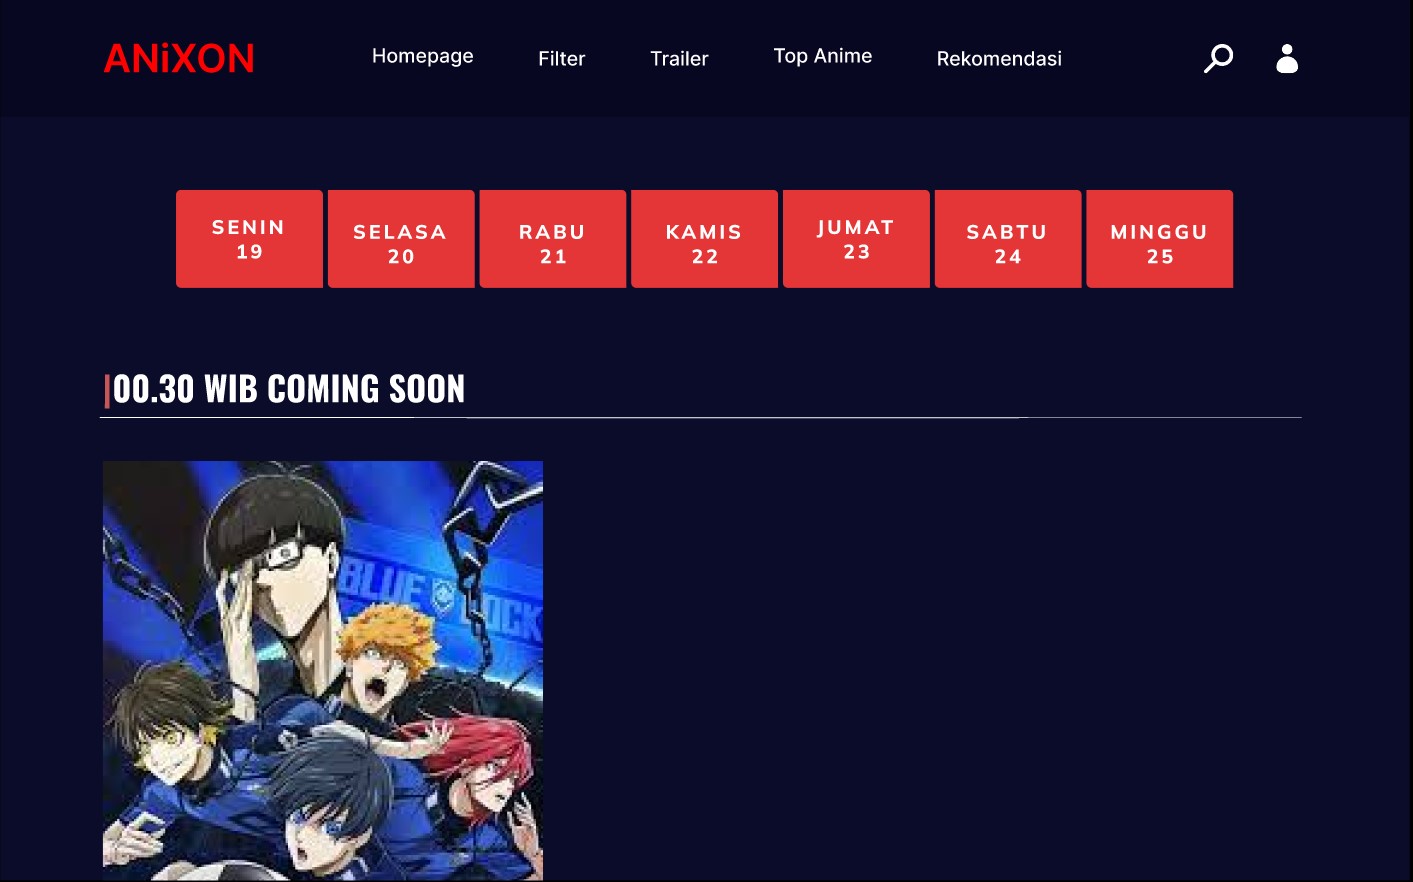 ANiXON
Homepage
Filter
Trailer
Top Anime
Rekomendasi
SENIN
19
SELASA
20
RABU
21
KAMIS
22
JUMAT
23
SABTU
24
MINGGU
25
|00.30 WIB COMING SOON
BLUE LOCK